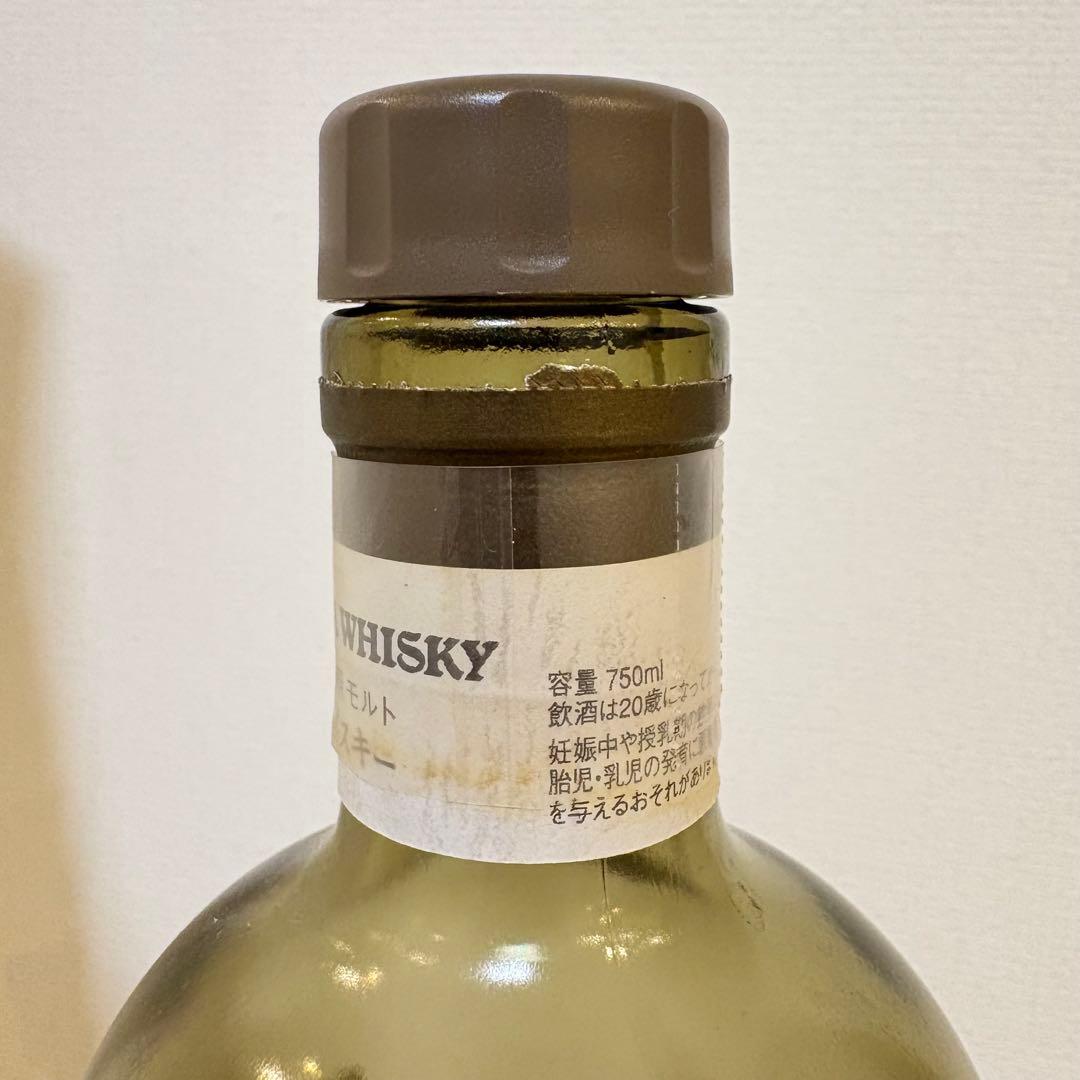 WHISKY
モルト
スキー
容量 750ml
飲酒は20歳になって
妊娠中や授乳期の
胎児・乳児の発育に
を与えるおそれがあり